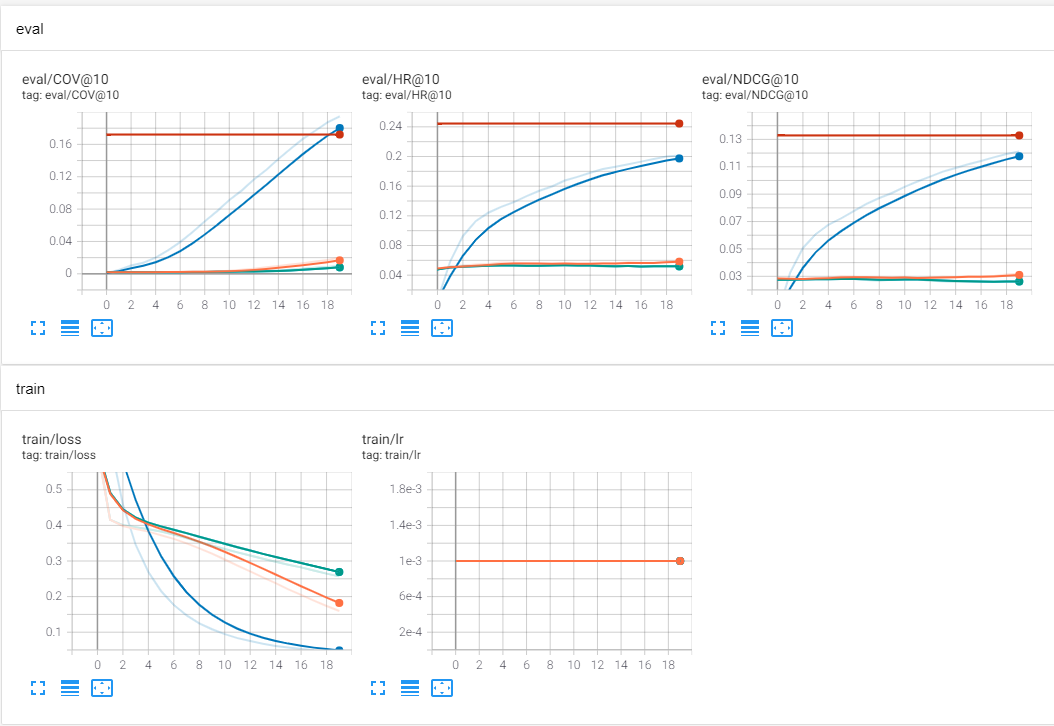 eval
eval/COV@10
tag: eval/COV@10
0.16
0.12
0.08
0.04
0
0 2 4 6 8 10 12 14 16 18
eval/HR@10
tag: eval/HR@10
0.24
0.2
0.16
0.12
0.08
0.04
0 2 4 6 8 10 12 14 16 18
eval/NDCG@10
tag: eval/NDCG@10
0.13
0.11
0.09
0.07
0.05
0.03
0 2 4 6 8 10 12 14 16 18
train
train/loss
tag: train/loss
0.5
0.4
0.3
0.2
0.1
0 2 4 6 8 10 12 14 16 18
train/lr
tag: train/lr
1.8e-3
1.4e-3
1e-3
6e-4
2e-4
0 2 4 6 8 10 12 14 16 18